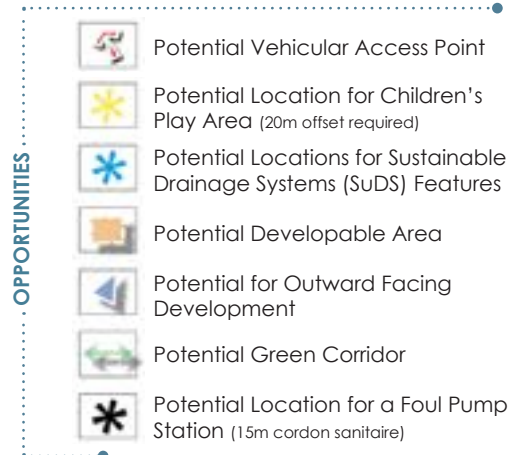 OPPORTUNITIES
Potential Vehicular Access Point
Potential Location for Children’s
Play Area (20m offset required)
Potential Locations for Sustainable
Drainage Systems (SuDS) Features
Potential Developable Area
Potential for Outward Facing
Development
Potential Green Corridor
Potential Location for a Foul Pump
Station (15m cordon sanitaire)